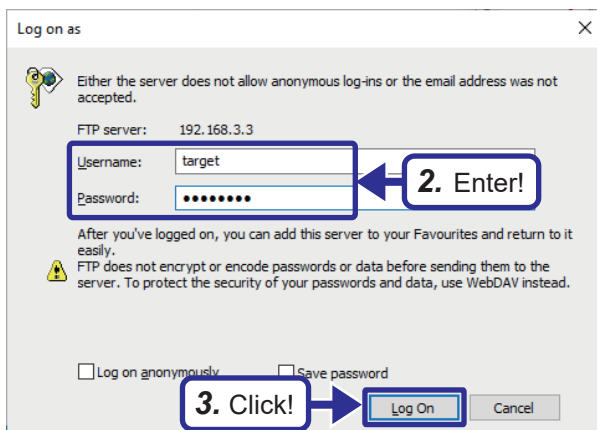 Log on as
Either the server does not allow anonymous log-ins or the email address was not
accepted.
FTP server: 192.168.3.3
Username: target
2. Enter!
Password: ••••••••
After you've logged on, you can add this server to your Favourites and return to it
easily.
FTP does not encrypt or encode passwords or data before sending them to the
server. To protect the security of your passwords and data, use WebDAV instead.
Log on anonymously Save password
3. Click!
Log On Cancel